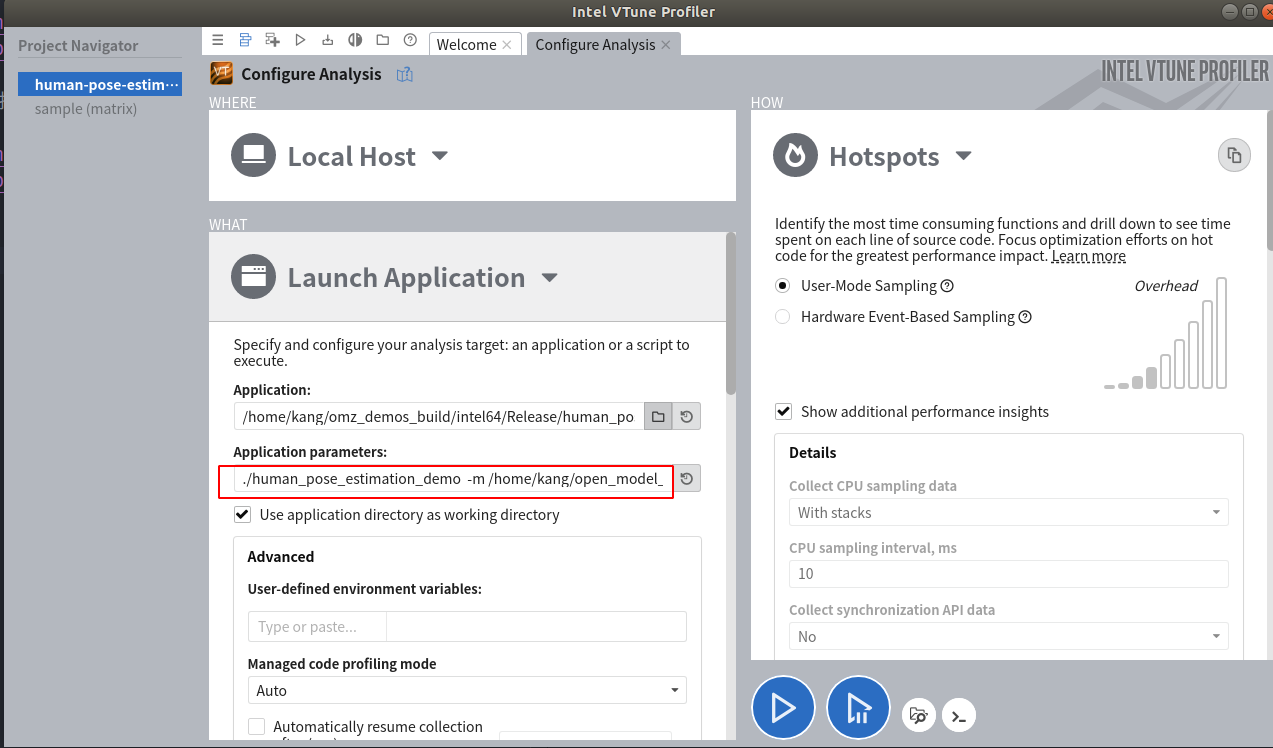 Intel VTune Profiler
Project Navigator
human-pose-estim···
sample (matrix)
Welcome
Configure Analysis
Configure Analysis
INTEL VTUNE PROFILER
WHERE
Local Host
WHAT
Launch Application
Specify and configure your analysis target: an application or a script to
execute.
Application:
/home/kang/omz_demos_build/intel64/Release/human_po
Application parameters:
./human_pose_estimation_demo -m /home/kang/open_model_
Use application directory as working directory
Advanced
User-defined environment variables:
Type or paste...
Managed code profiling mode
Auto
Automatically resume collection
HOW
Hotspots
Identify the most time consuming functions and drill down to see time
spent on each line of source code. Focus optimization efforts on hot
code for the greatest performance impact. Learn more
User-Mode Sampling
Overhead
Hardware Event-Based Sampling
Show additional performance insights
Details
Collect CPU sampling data
With stacks
CPU sampling interval, ms
10
Collect synchronization API data
No